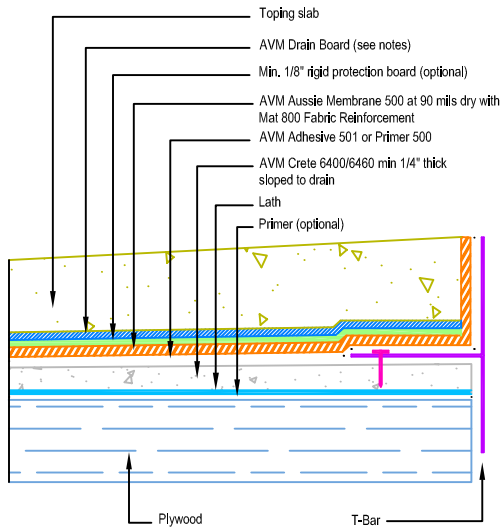 Toping slab
AVM Drain Board (see notes)
Min. 1/8" rigid protection board (optional)
AVM Aussie Membrane 500 at 90 mils dry with
Mat 800 Fabric Reinforcement
AVM Adhesive 501 or Primer 500
AVM Crete 6400/6460 min 1/4" thick
sloped to drain
Lath
Primer (optional)
Plywood
T-Bar